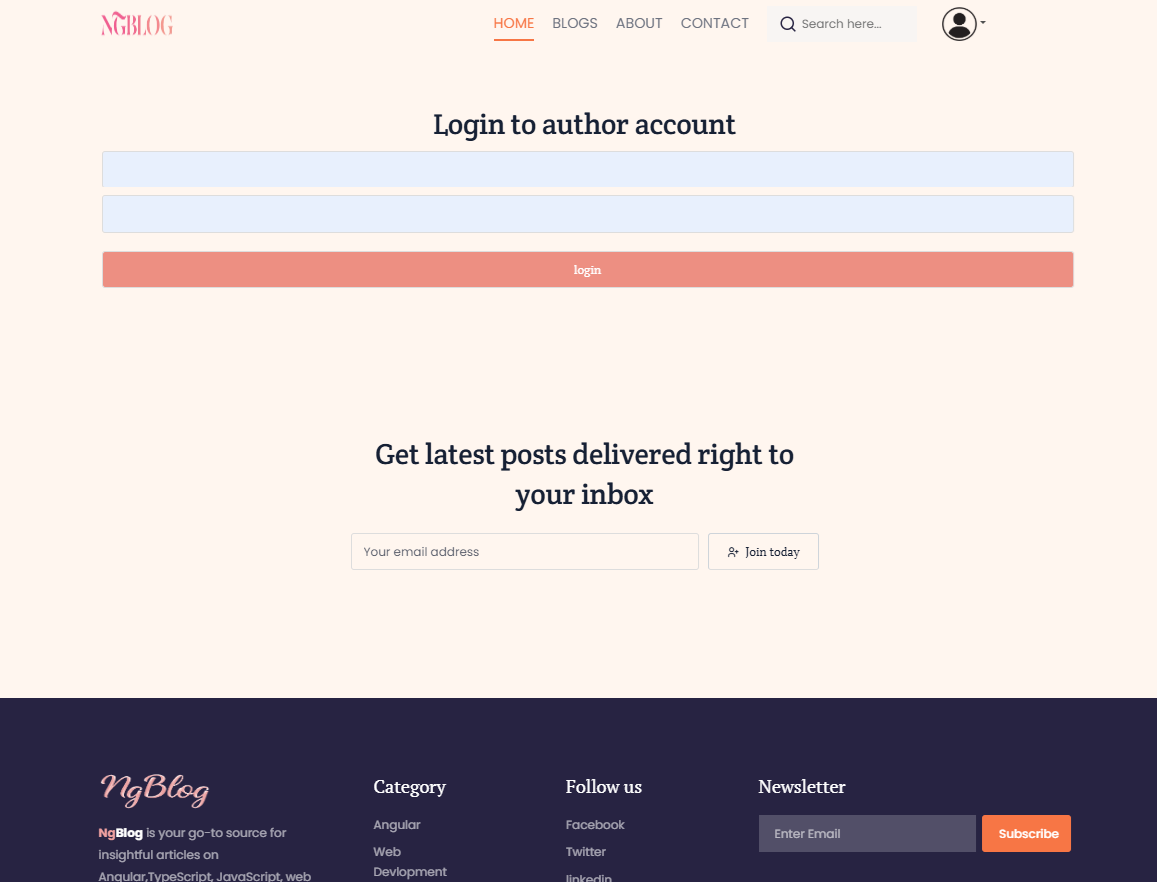 NGBLOG
HOME BLOGS ABOUT CONTACT Search here...
Login to author account
login
Get latest posts delivered right to
your inbox
Your email address Join today
NgBlog
NgBlog is your go-to source for
insightful articles on
Angular,TypeScript, JavaScript, web
Category
Angular
Web
Devlopment
Follow us
Facebook
Twitter
linkedin
Newsletter
Enter Email Subscribe